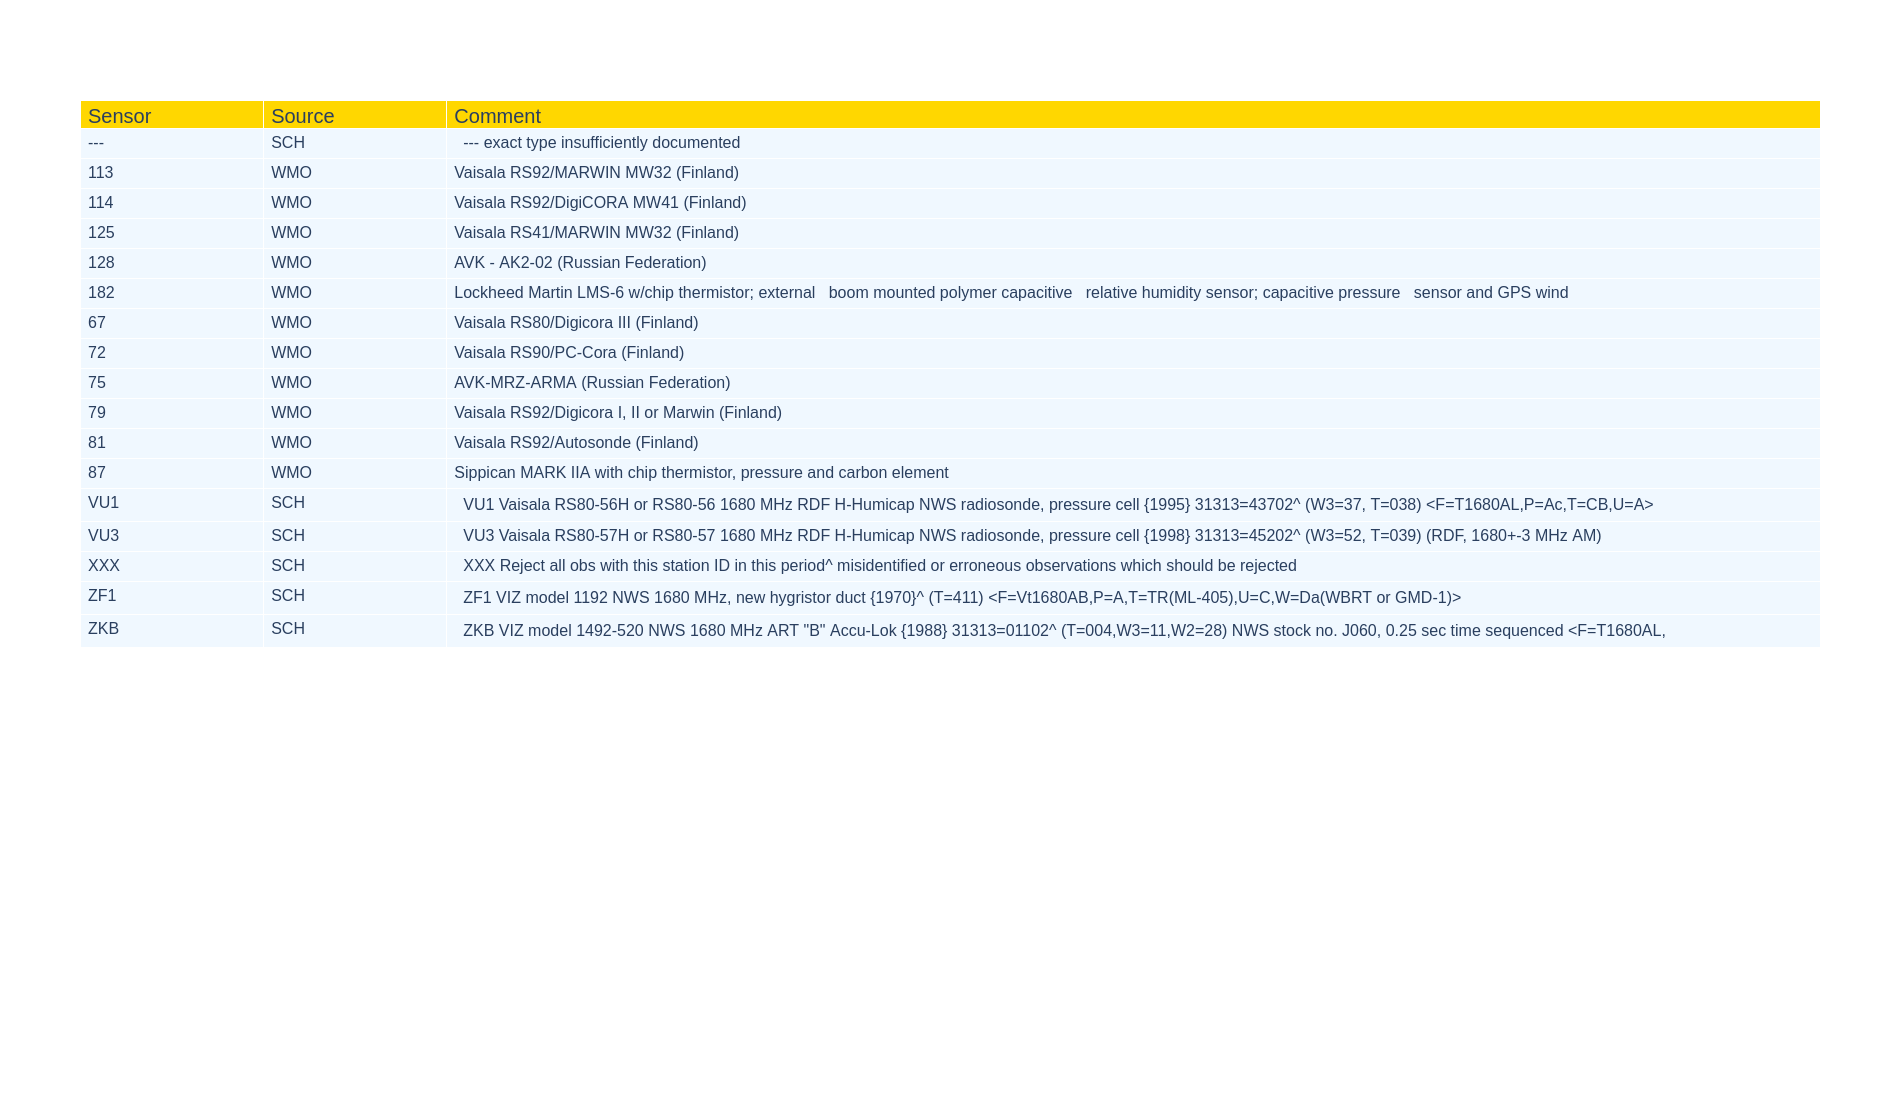 Sensor Source Comment
--- SCH --- exact type insufficiently documented
113 WMO Vaisala RS92/MARWIN MW32 (Finland)
114 WMO Vaisala RS92/DigiCORA MW41 (Finland)
125 WMO Vaisala RS41/MARWIN MW32 (Finland)
128 WMO AVK - AK2-02 (Russian Federation)
182 WMO Lockheed Martin LMS-6 w/chip thermistor; external   boom mounted polymer capacitive   relative humidity sensor; capacitive pressure   sensor and GPS wind
67 WMO Vaisala RS80/Digicora III (Finland)
72 WMO Vaisala RS90/PC-Cora (Finland)
75 WMO AVK-MRZ-ARMA (Russian Federation)
79 WMO Vaisala RS92/Digicora I, II or Marwin (Finland)
81 WMO Vaisala RS92/Autosonde (Finland)
87 WMO Sippican MARK IIA with chip thermistor, pressure and carbon element
VU1 SCH VU1 Vaisala RS80-56H or RS80-56 1680 MHz RDF H-Humicap NWS radiosonde, pressure cell {1995} 31313=43702^ (W3=37, T=038) <F=T1680AL,P=Ac,T=CB,U=A>
VU3 SCH VU3 Vaisala RS80-57H or RS80-57 1680 MHz RDF H-Humicap NWS radiosonde, pressure cell {1998} 31313=45202^ (W3=52, T=039) (RDF, 1680+-3 MHz AM)
XXX SCH XXX Reject all obs with this station ID in this period^ misidentified or erroneous observations which should be rejected
ZF1 SCH ZF1 VIZ model 1192 NWS 1680 MHz, new hygristor duct {1970}^ (T=411) <F=Vt1680AB,P=A,T=TR(ML-405),U=C,W=Da(WBRT or GMD-1)>
ZKB SCH ZKB VIZ model 1492-520 NWS 1680 MHz ART "B" Accu-Lok {1988} 31313=01102^ (T=004,W3=11,W2=28) NWS stock no. J060, 0.25 sec time sequenced <F=T1680AL,